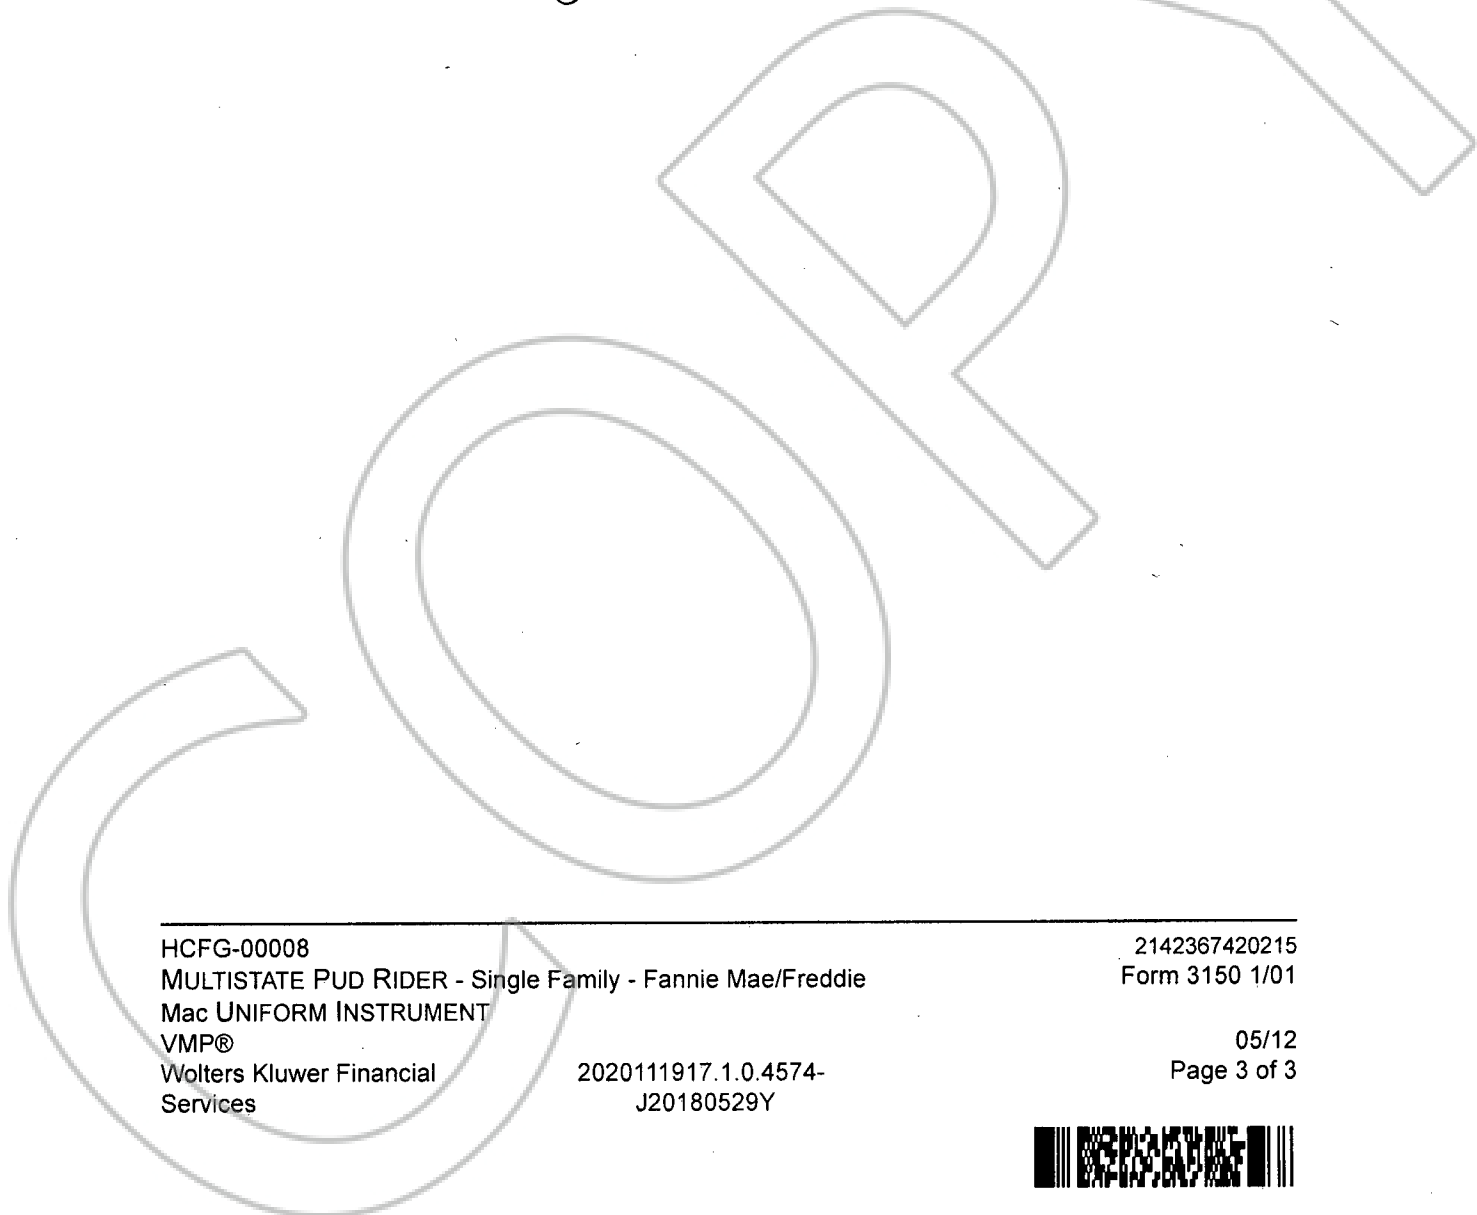 COPY
HCFG-00008
2142367420215
MULTISTATE PUD RIDER - Single Family - Fannie Mae/Freddie
Form 3150 1/01
Mac UNIFORM INSTRUMENT
VMP®
05/12
Wolters Kluwer Financial
2020111917.1.0.4574-
Page 3 of 3
Services
J20180529Y